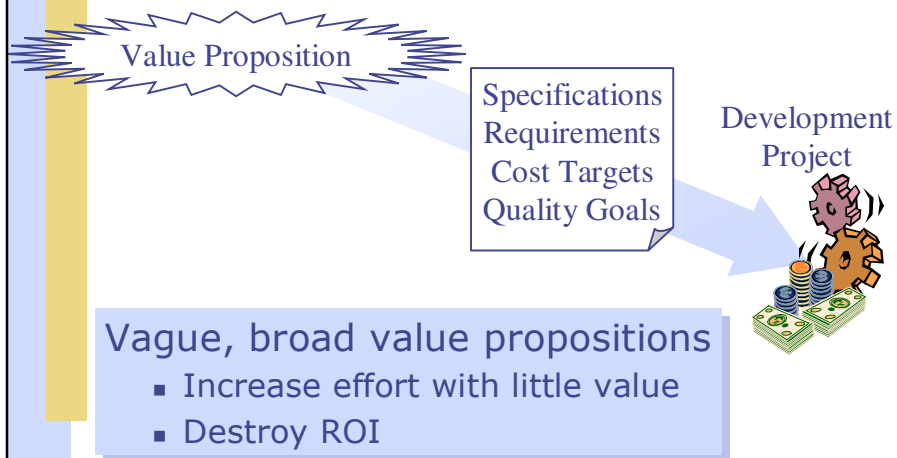 Value Proposition
Specifications
Requirements
Cost Targets
Quality Goals
Development
Project
Vague, broad value propositions
▪ Increase effort with little value
▪ Destroy ROI